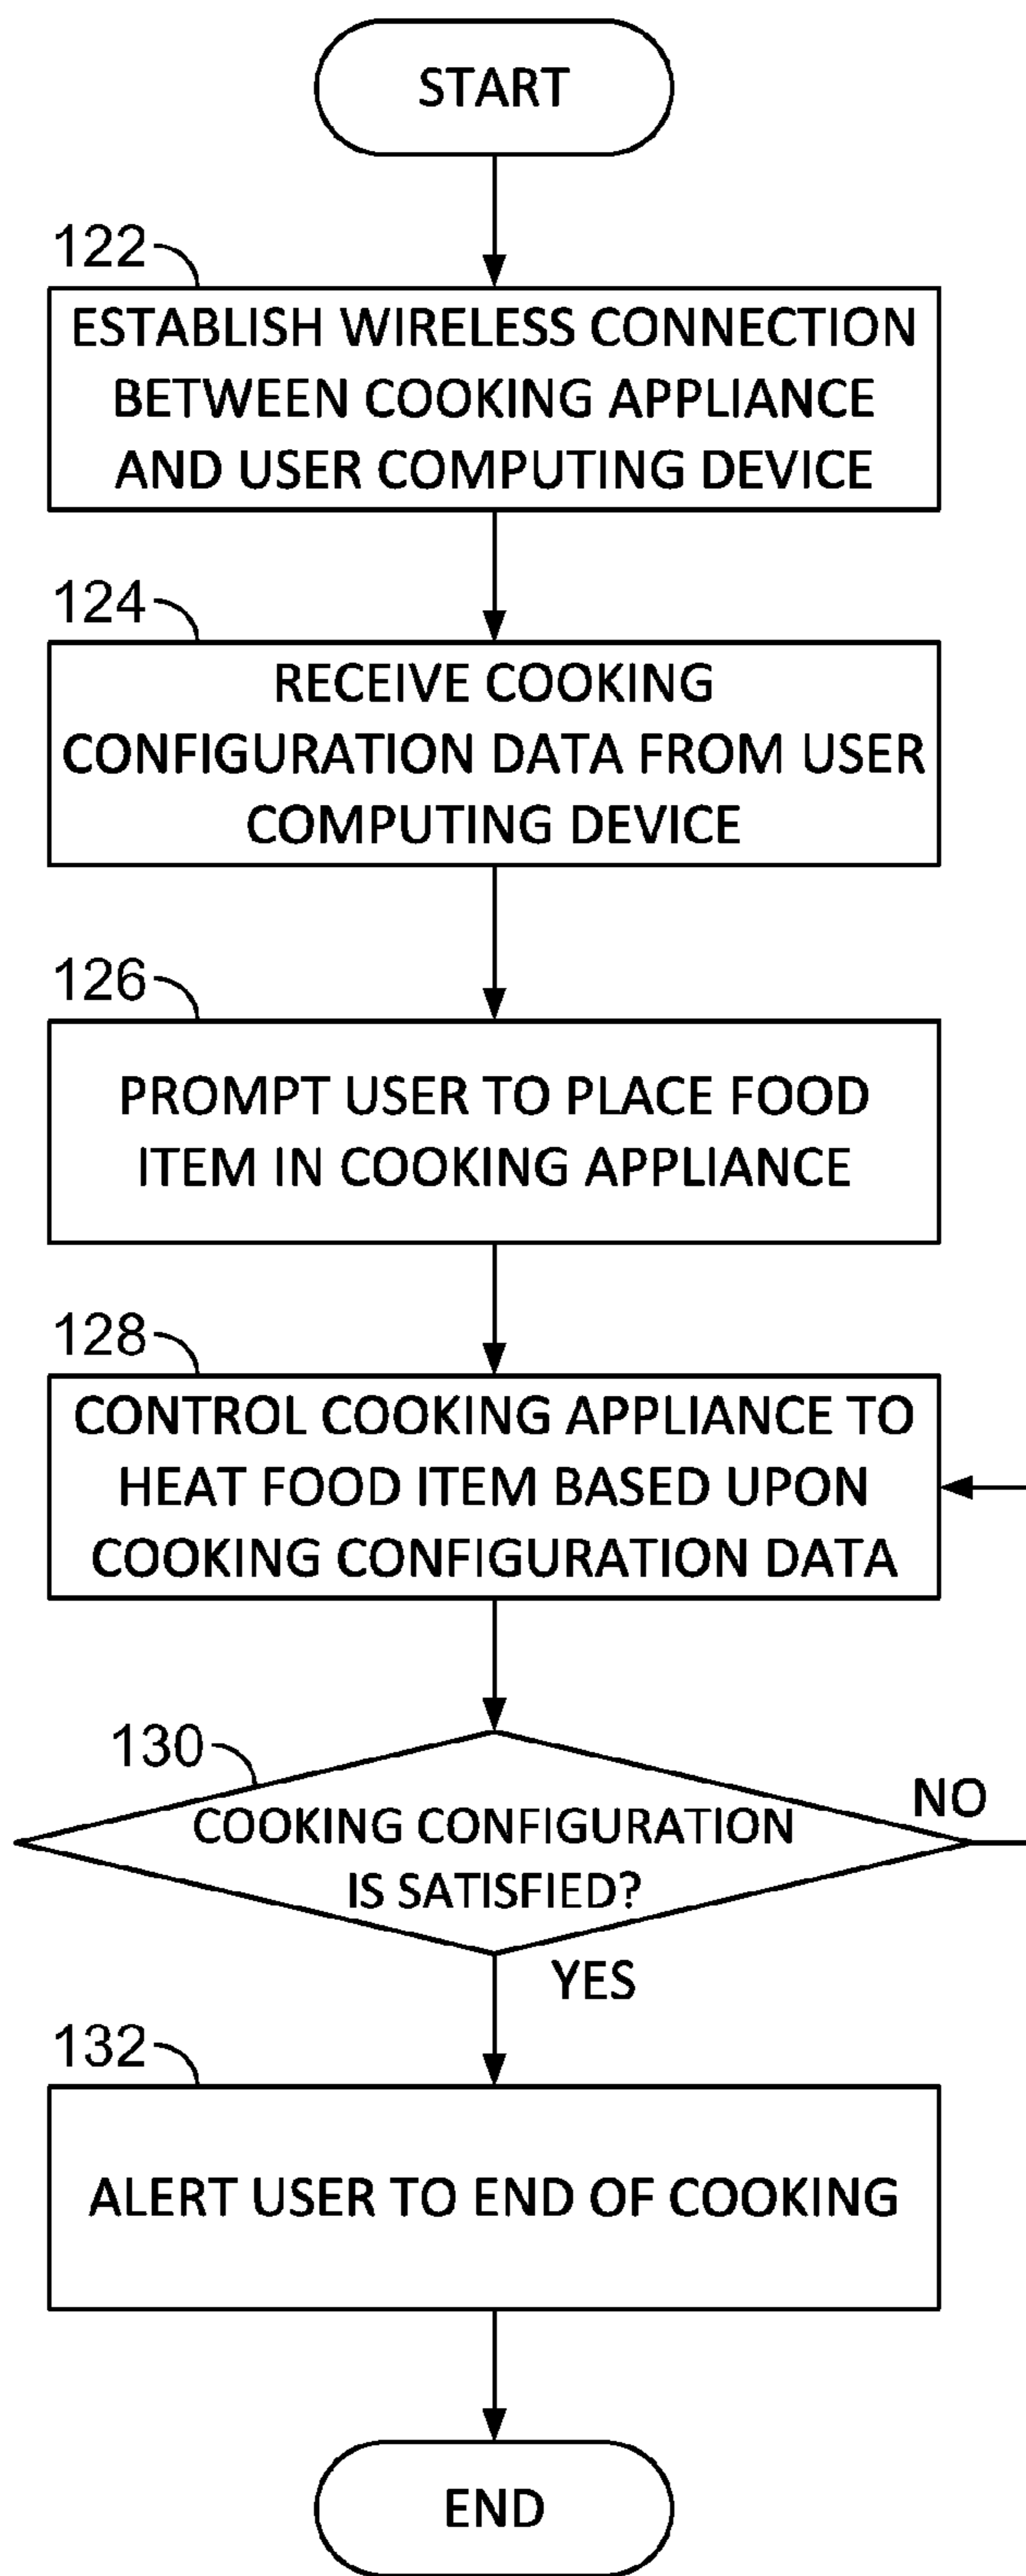 START
122
ESTABLISH WIRELESS CONNECTION
BETWEEN COOKING APPLIANCE
AND USER COMPUTING DEVICE
124
RECEIVE COOKING
CONFIGURATION DATA FROM USER
COMPUTING DEVICE
126
PROMPT USER TO PLACE FOOD
ITEM IN COOKING APPLIANCE
128
CONTROL COOKING APPLIANCE TO
HEAT FOOD ITEM BASED UPON
COOKING CONFIGURATION DATA
130
COOKING CONFIGURATION
IS SATISFIED?
NO
YES
132
ALERT USER TO END OF COOKING
END